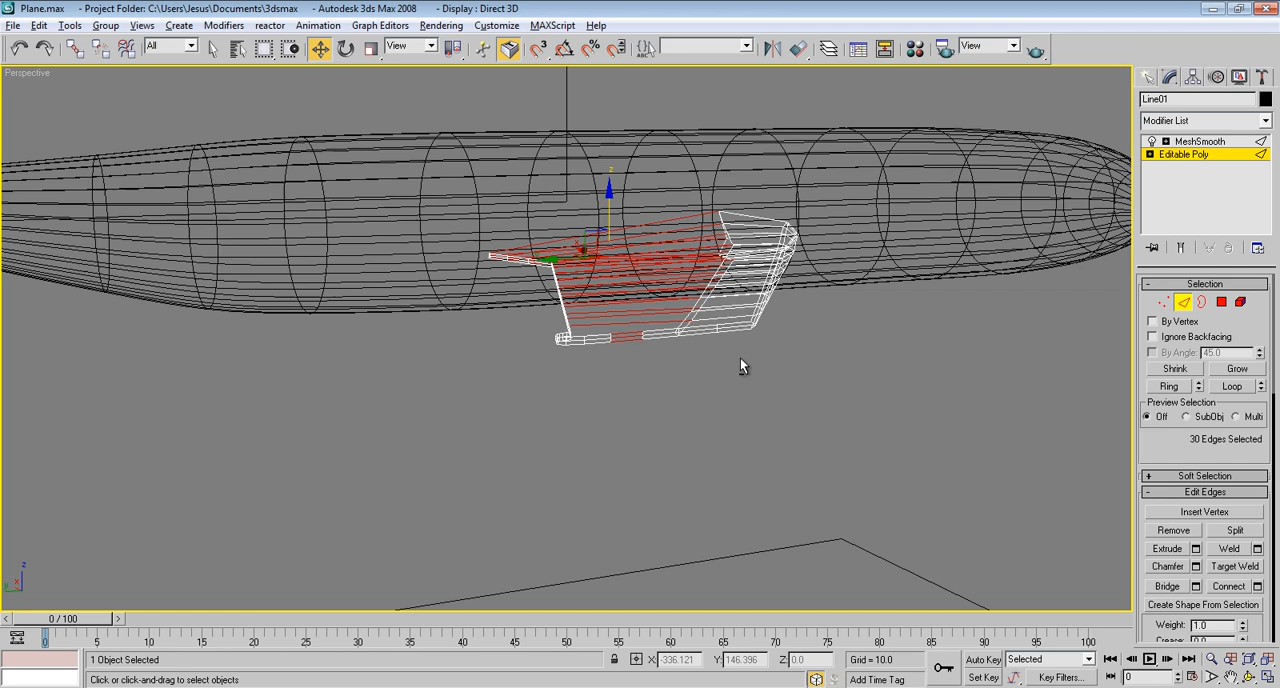 Plane.max - Project Folder: C:\Users\Jesus\Documents\3dsmax - Autodesk 3ds Max 2008 - Display : Direct 3D
File Edit Tools Group Views Create Modifiers reactor Animation Graph Editors Rendering Customize MAXScript Help
All View View
Perspective
Line01
Modifier List
MeshSmooth
Editable Poly
- Selection
By Vertex
Ignore Backfacing
By Angle: 45.0
Shrink Grow
Ring Loop
Preview Selection
Off SubObj Multi
30 Edges Selected
+ Soft Selection
- Edit Edges
Insert Vertex
Remove Split
Extrude Weld
Chamfer Target Weld
Bridge Connect
Create Shape From Selection
Weight: 1.0
z
x
z
x
y
0 / 100
0 5 10 15 20 25 30 35 40 45 50 55 60 65 70 75 80 85 90 95 100
1 Object Selected X: -336.121 Y: 146.396 Z: 0.0 Grid = 10.0 Auto Key Selected
Click or click-and-drag to select objects Add Time Tag Set Key Key Filters... 0